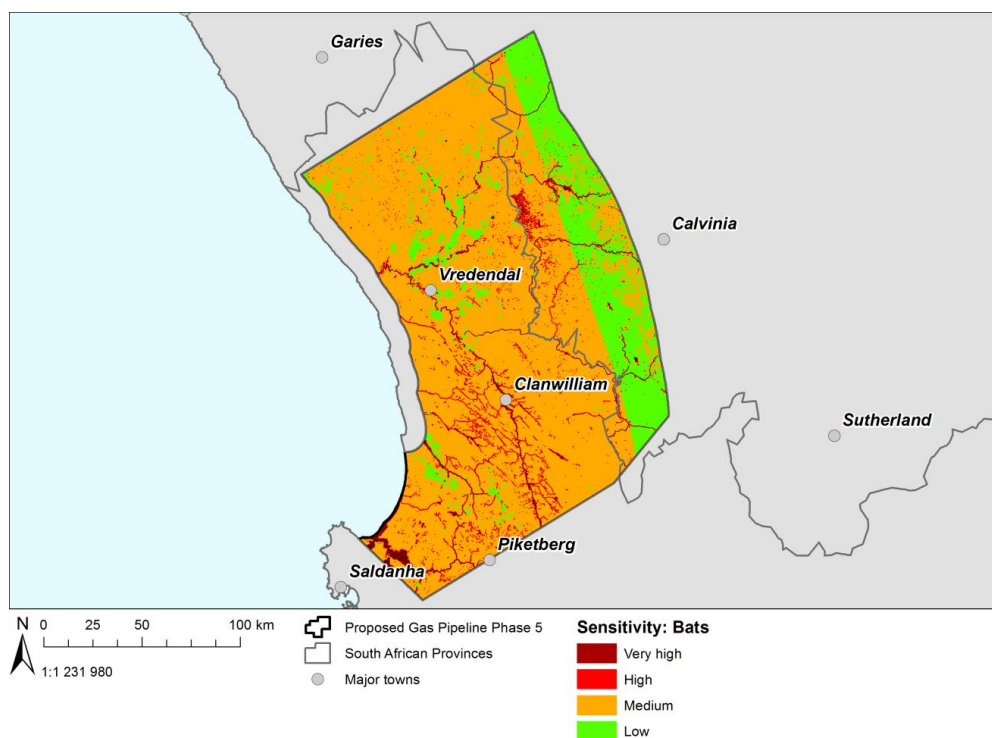 Garies
Calvinia
Vredendal
Clanwilliam
Sutherland
Piketberg
Saldanha
N
0 25 50 100 km
1:1 231 980
Proposed Gas Pipeline Phase 5
South African Provinces
Major towns
Sensitivity: Bats
Very high
High
Medium
Low